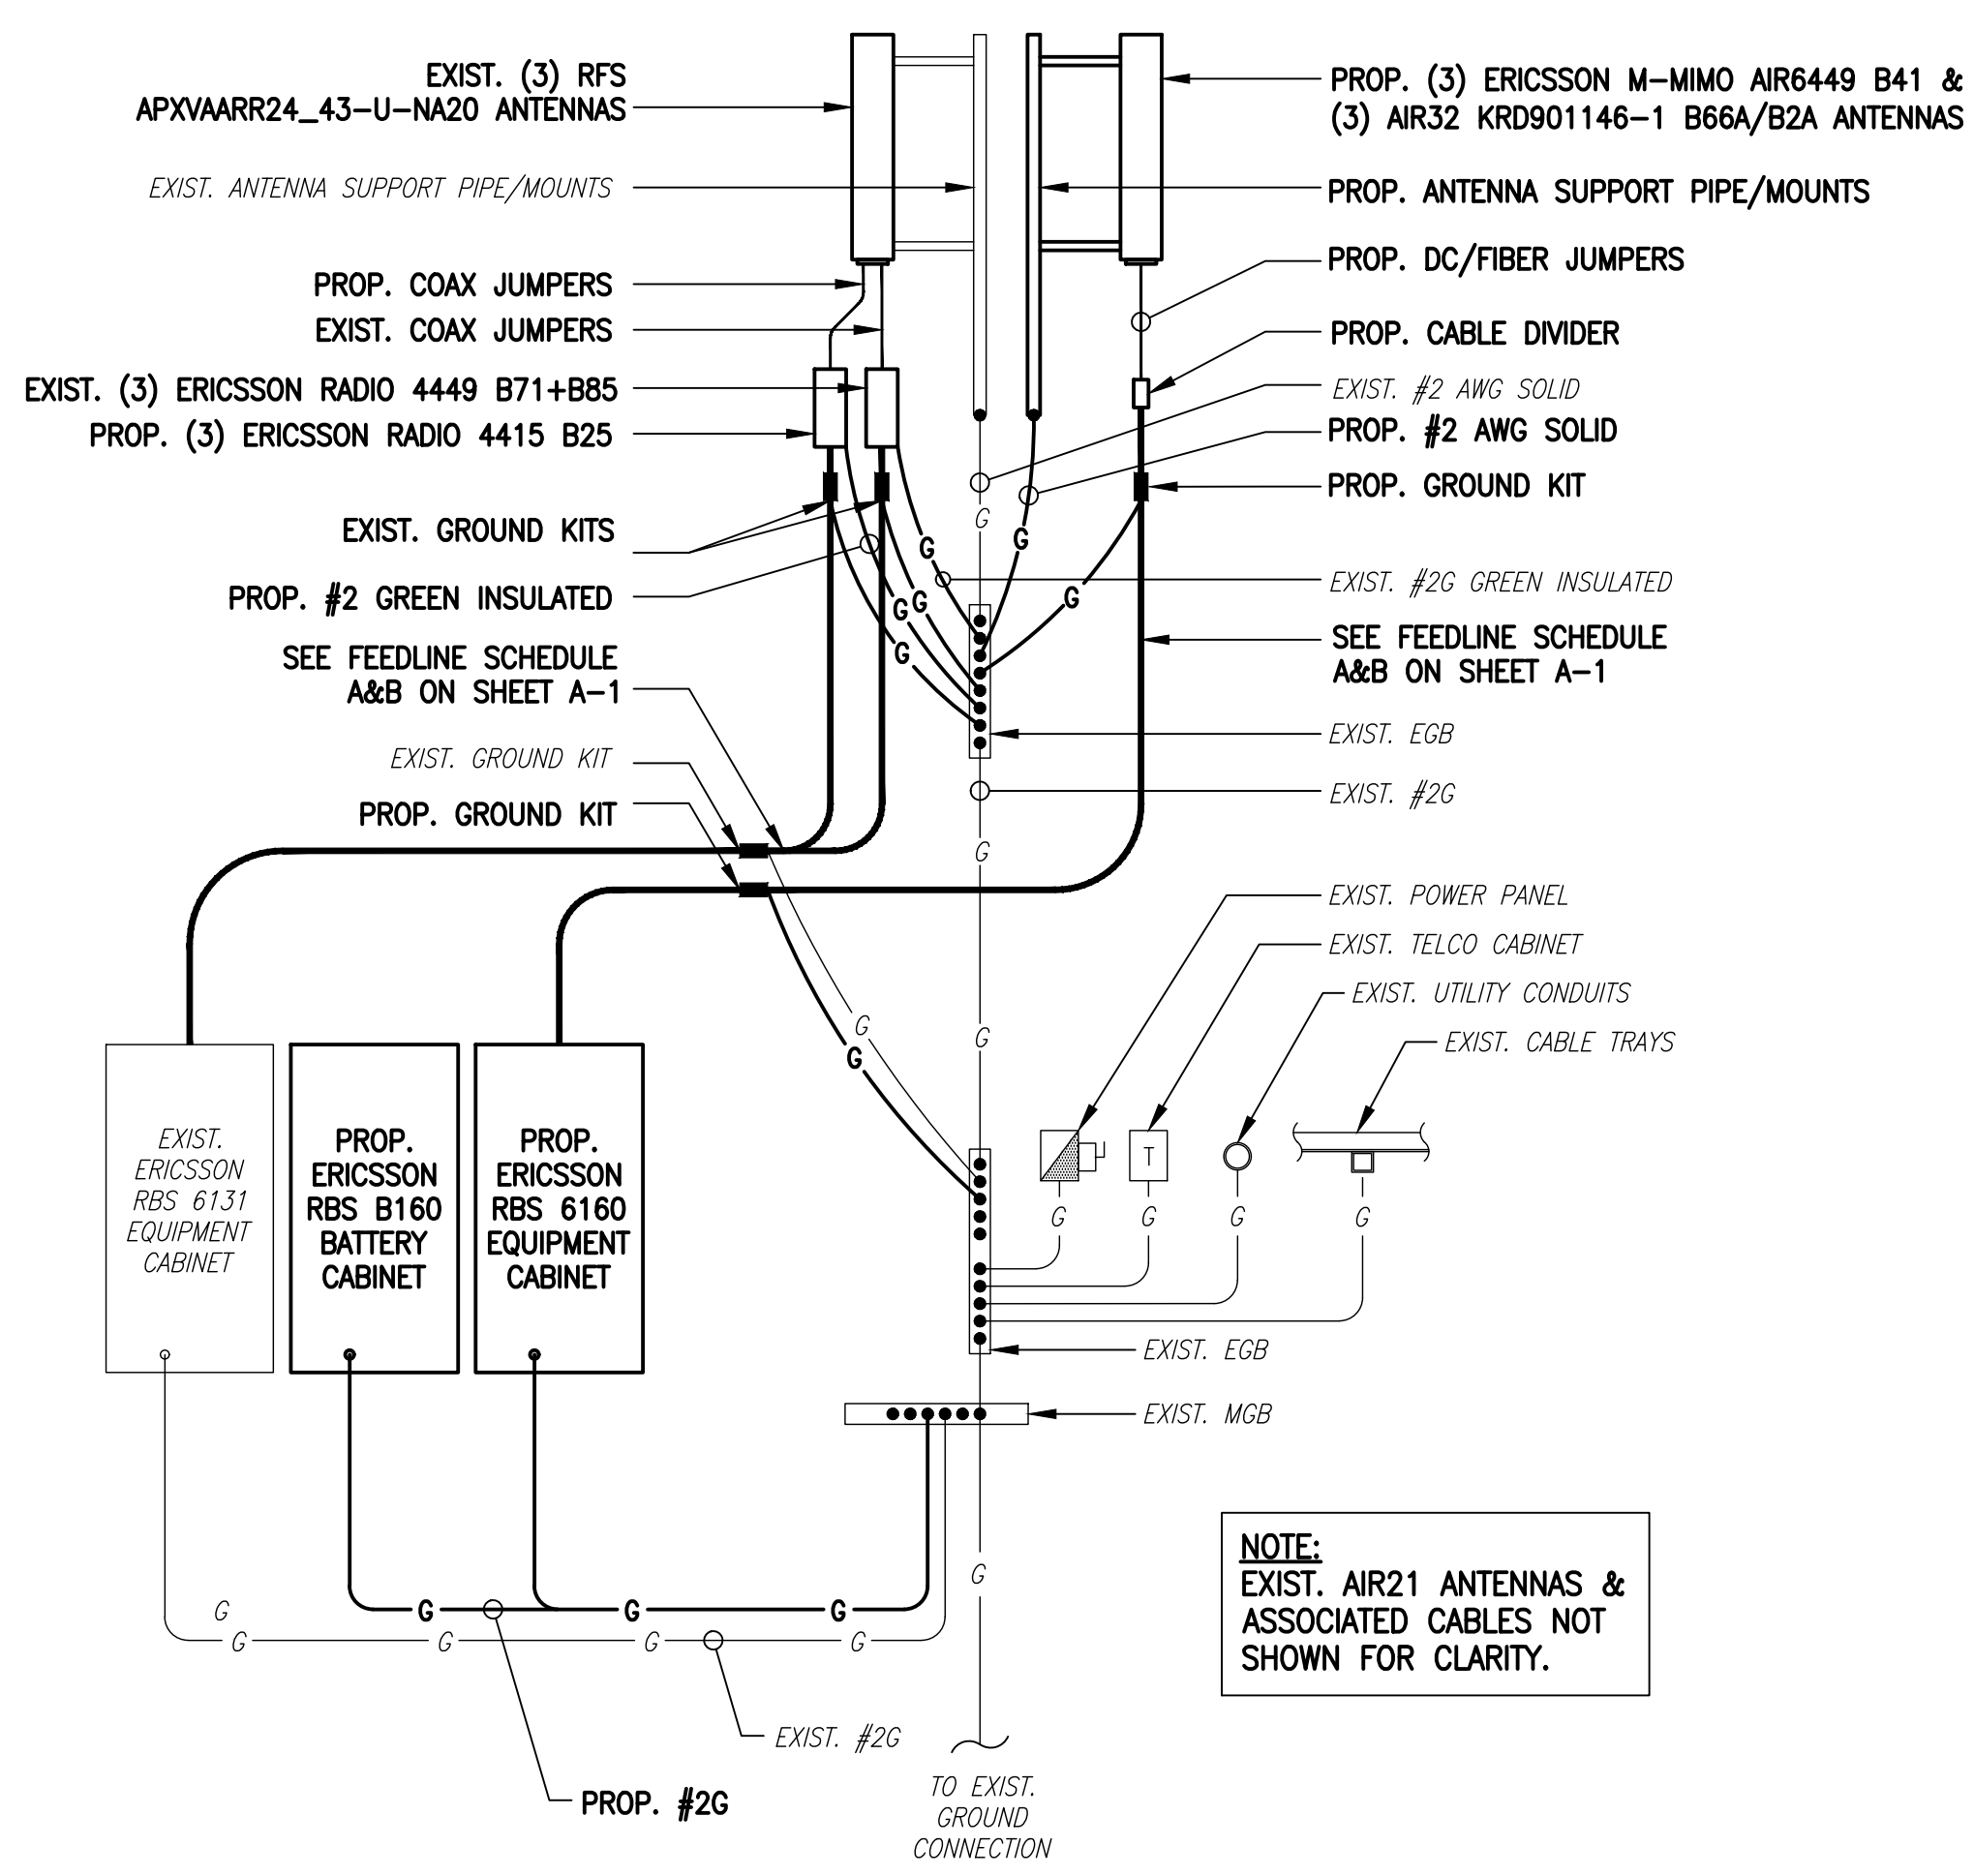 EXIST. (3) RFS
APXVAARR24_43-U-NA20 ANTENNAS
EXIST. ANTENNA SUPPORT PIPE/MOUNTS
PROP. COAX JUMPERS
EXIST. COAX JUMPERS
EXIST. (3) ERICSSON RADIO 4449 B71+B85
PROP. (3) ERICSSON RADIO 4415 B25
EXIST. GROUND KITS
PROP. #2 GREEN INSULATED
SEE FEEDLINE SCHEDULE
A&B ON SHEET A-1
EXIST. GROUND KIT
PROP. GROUND KIT
PROP. (3) ERICSSON M-MIMO AIR6449 B41 &
(3) AIR32 KRD901146-1 B66A/B2A ANTENNAS
PROP. ANTENNA SUPPORT PIPE/MOUNTS
PROP. DC/FIBER JUMPERS
PROP. CABLE DIVIDER
EXIST. #2 AWG SOLID
PROP. #2 AWG SOLID
PROP. GROUND KIT
EXIST. #2G GREEN INSULATED
SEE FEEDLINE SCHEDULE
A&B ON SHEET A-1
EXIST. EGB
EXIST. #2G
G
G
G
G
G
G
G
G
G
G
G
EXIST. POWER PANEL
EXIST. TELCO CABINET
EXIST. UTILITY CONDUITS
EXIST. CABLE TRAYS
T
G
G
G
G
EXIST.
ERICSSON
RBS 6131
EQUIPMENT
CABINET
PROP.
ERICSSON
RBS B160
BATTERY
CABINET
PROP.
ERICSSON
RBS 6160
EQUIPMENT
CABINET
EXIST. EGB
EXIST. MGB
G
G
G
G
G
G
G
G
G
EXIST. #2G
PROP. #2G
TO EXIST.
GROUND
CONNECTION
NOTE:
EXIST. AIR21 ANTENNAS &
ASSOCIATED CABLES NOT
SHOWN FOR CLARITY.